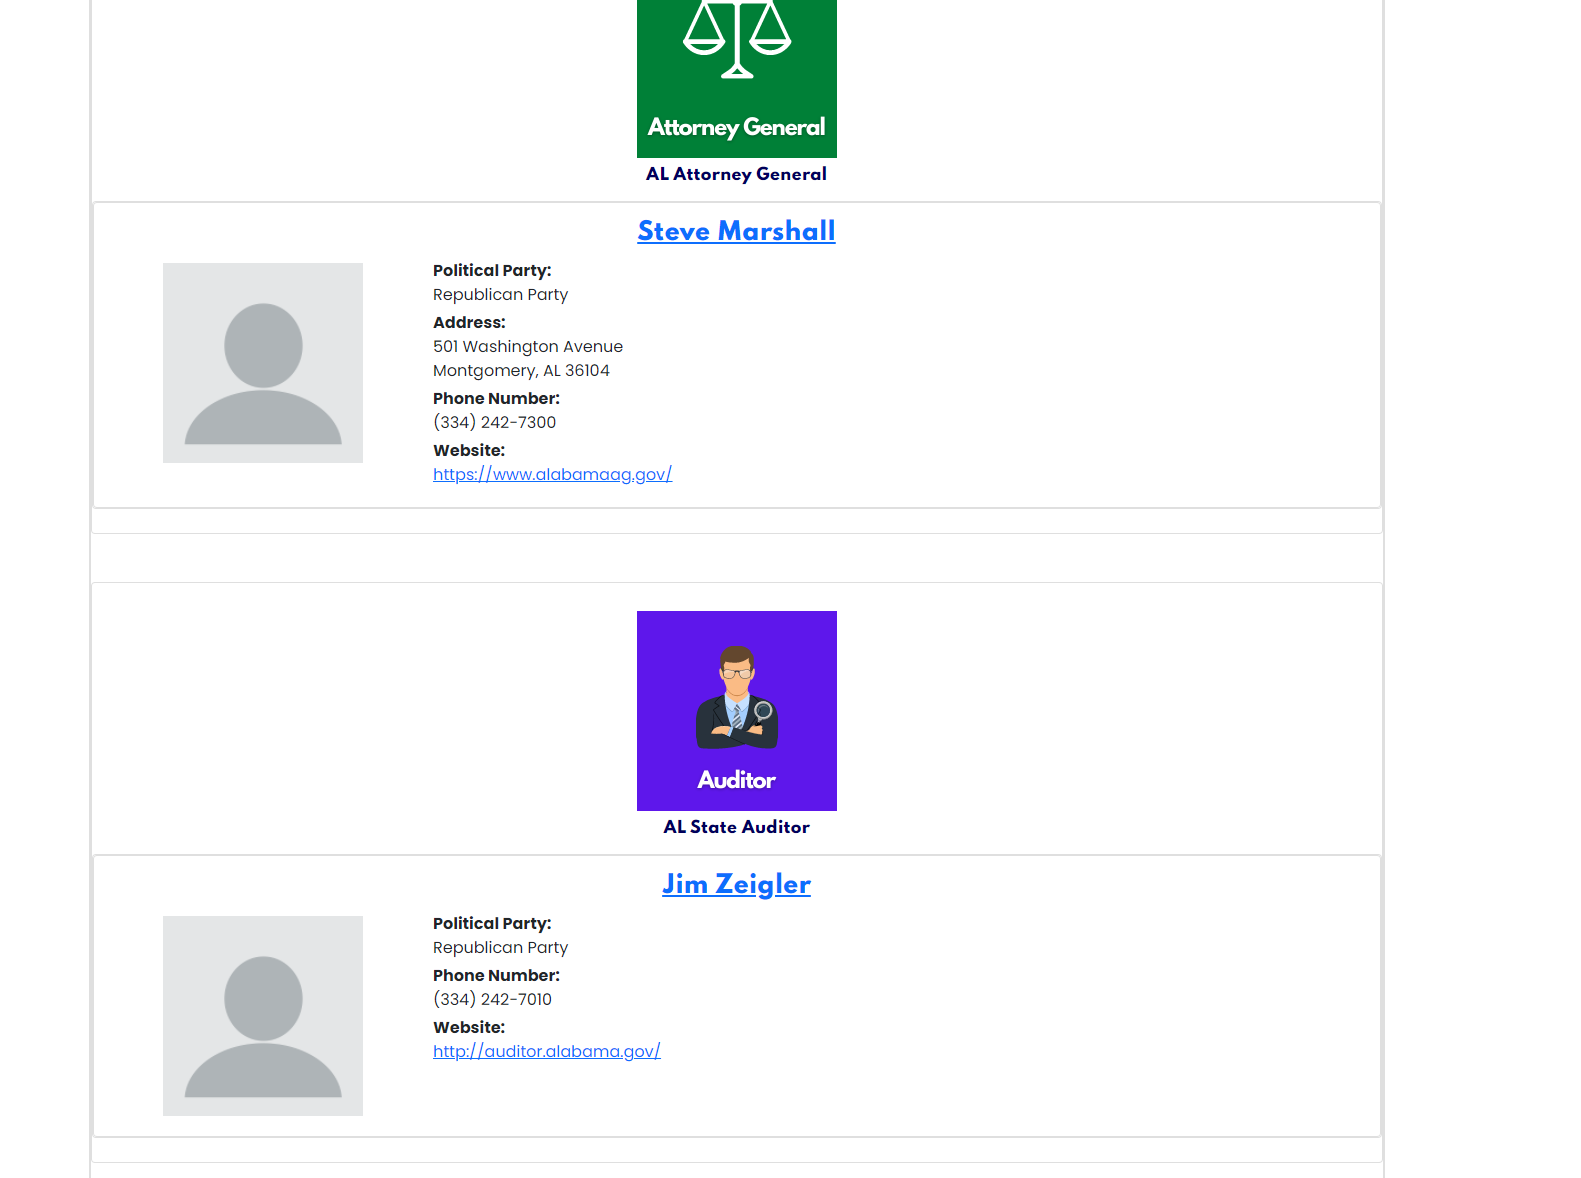 Attorney General
AL Attorney General
Steve Marshall
Political Party:
Republican Party
Address:
501 Washington Avenue
Montgomery, AL 36104
Phone Number:
(334) 242-7300
Website:
https://www.alabamaag.gov/
Auditor
AL State Auditor
Jim Zeigler
Political Party:
Republican Party
Phone Number:
(334) 242-7010
Website:
http://auditor.alabama.gov/